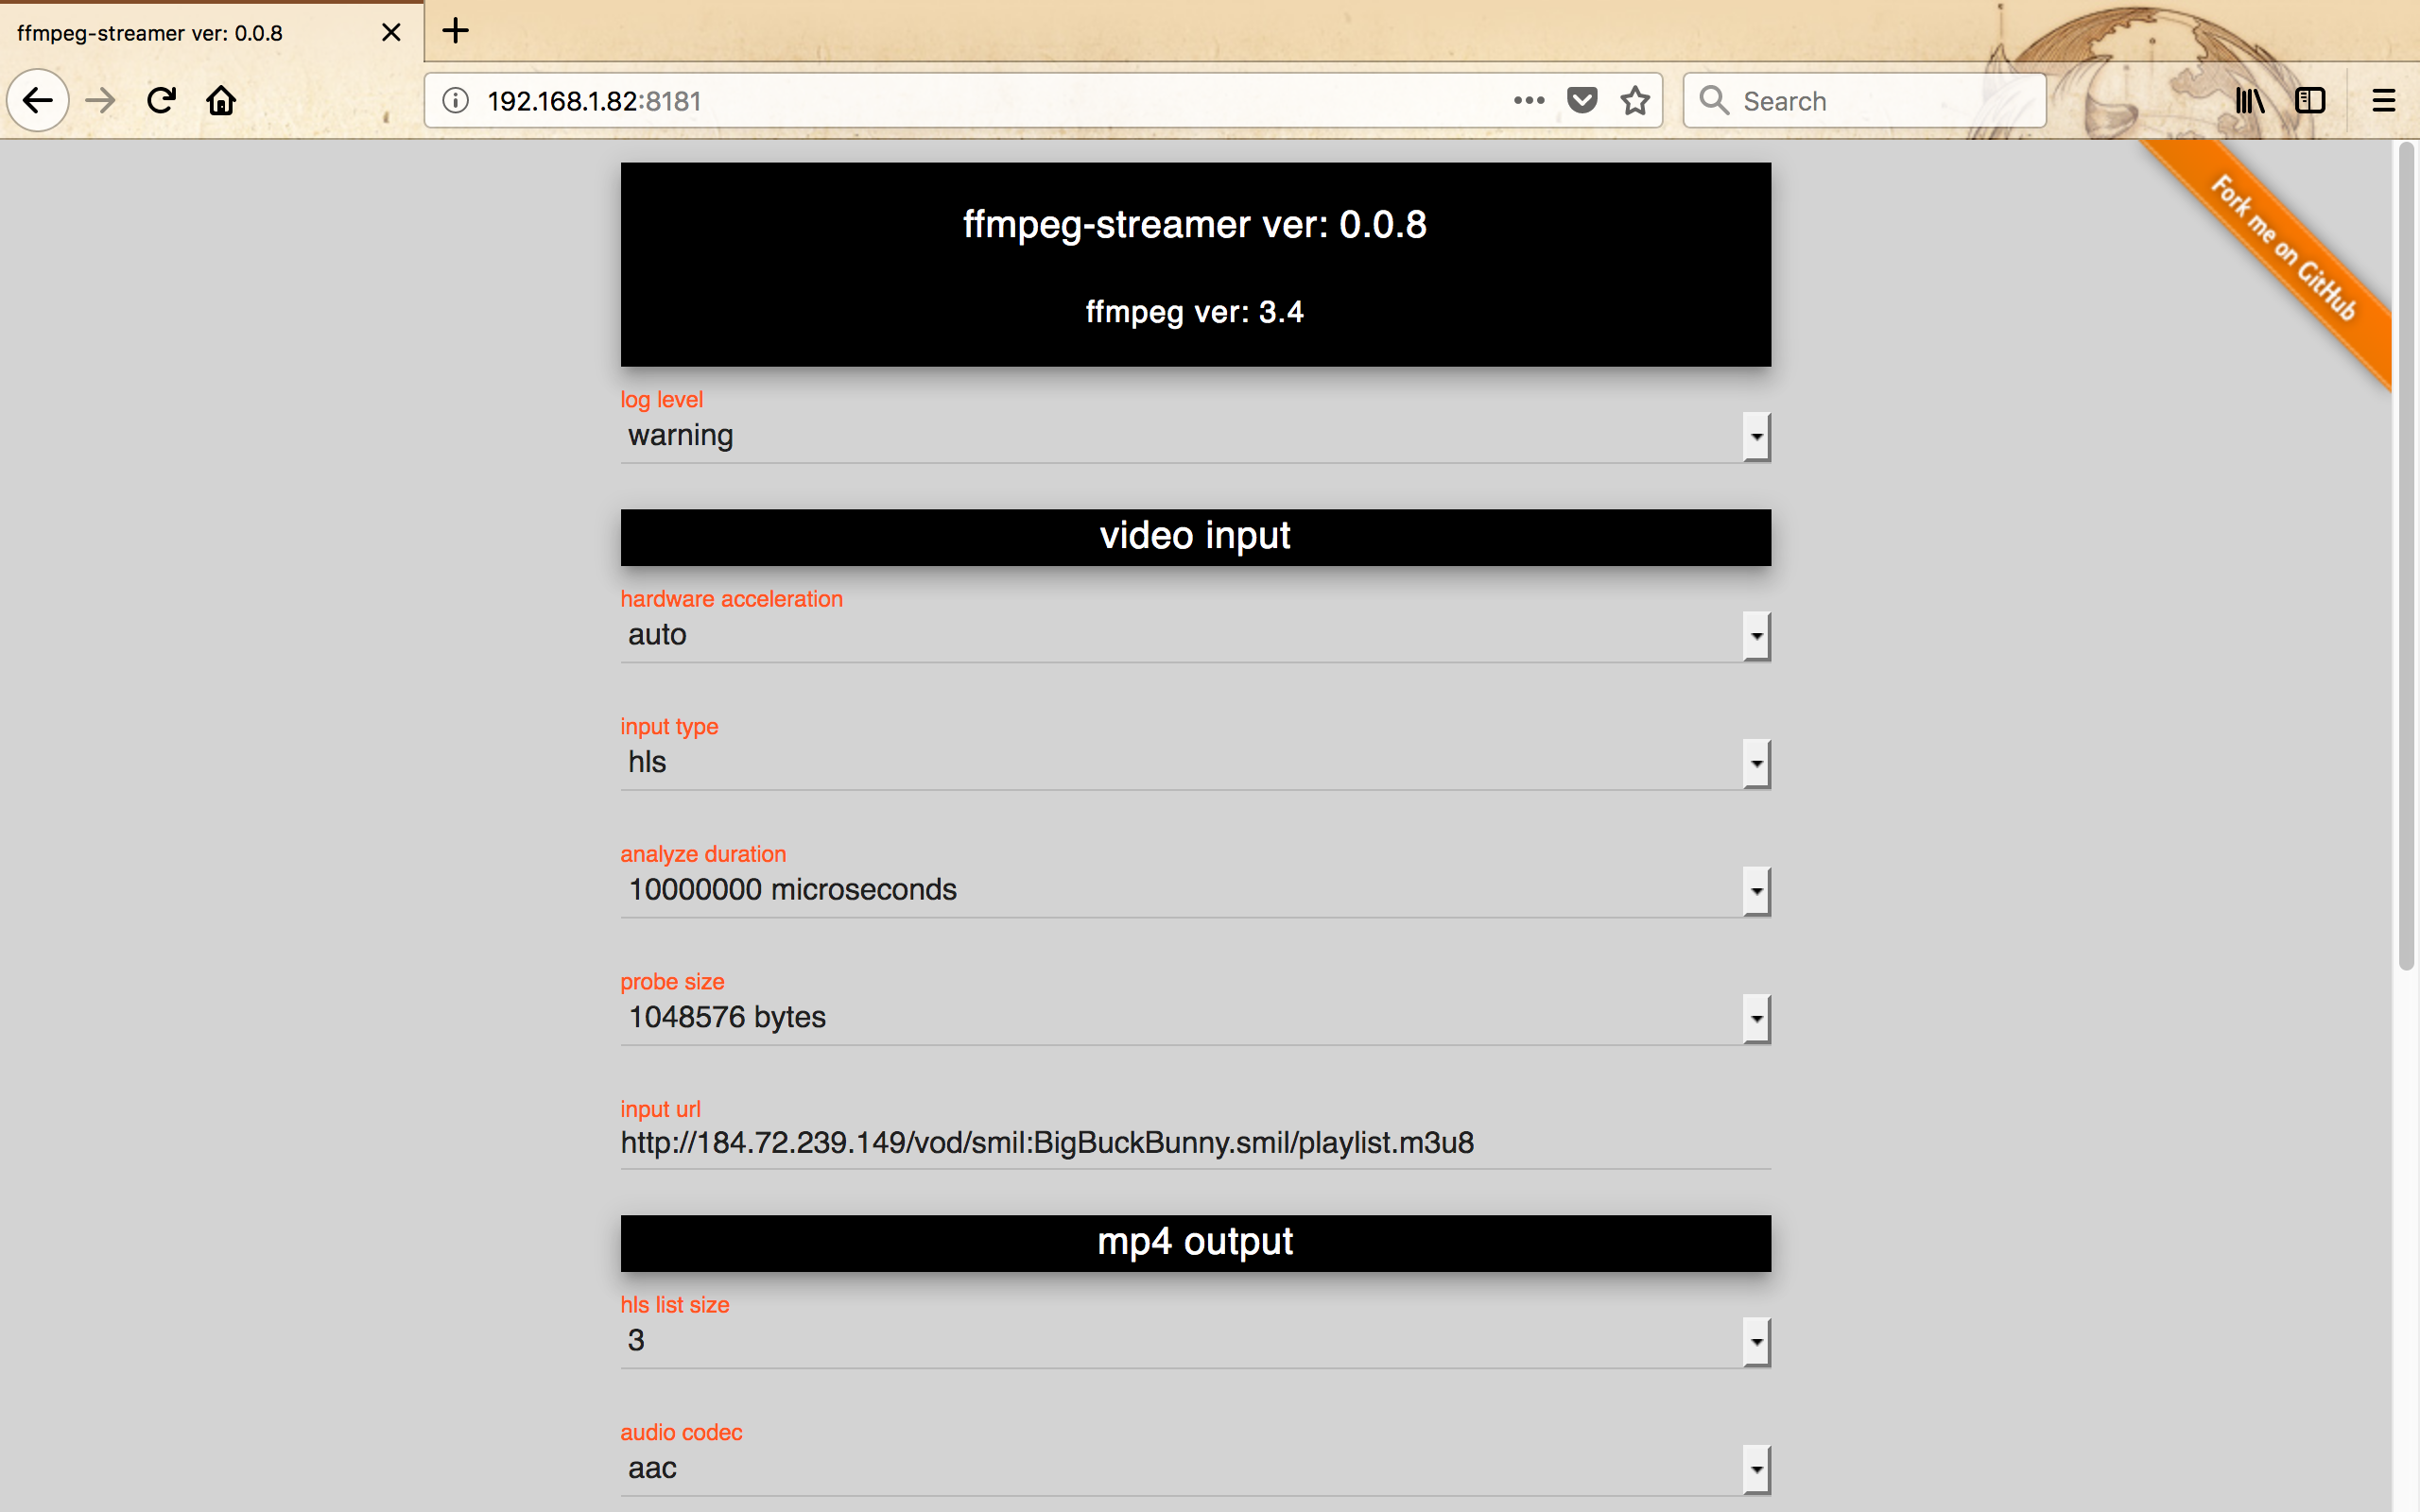 ffmpeg-streamer ver: 0.0.8
192.168.1.82:8181
Search
Fork me on GitHub
ffmpeg-streamer ver: 0.0.8
ffmpeg ver: 3.4
log level
warning
video input
hardware acceleration
auto
input type
hls
analyze duration
10000000 microseconds
probe size
1048576 bytes
input url
http://184.72.239.149/vod/smil:BigBuckBunny.smil/playlist.m3u8
mp4 output
hls list size
3
audio codec
aac